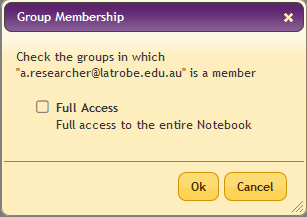 Group Membership
Check the groups in which
"a.researcher@latrobe.edu.au" is a member
Full Access
Full access to the entire Notebook
Ok
Cancel